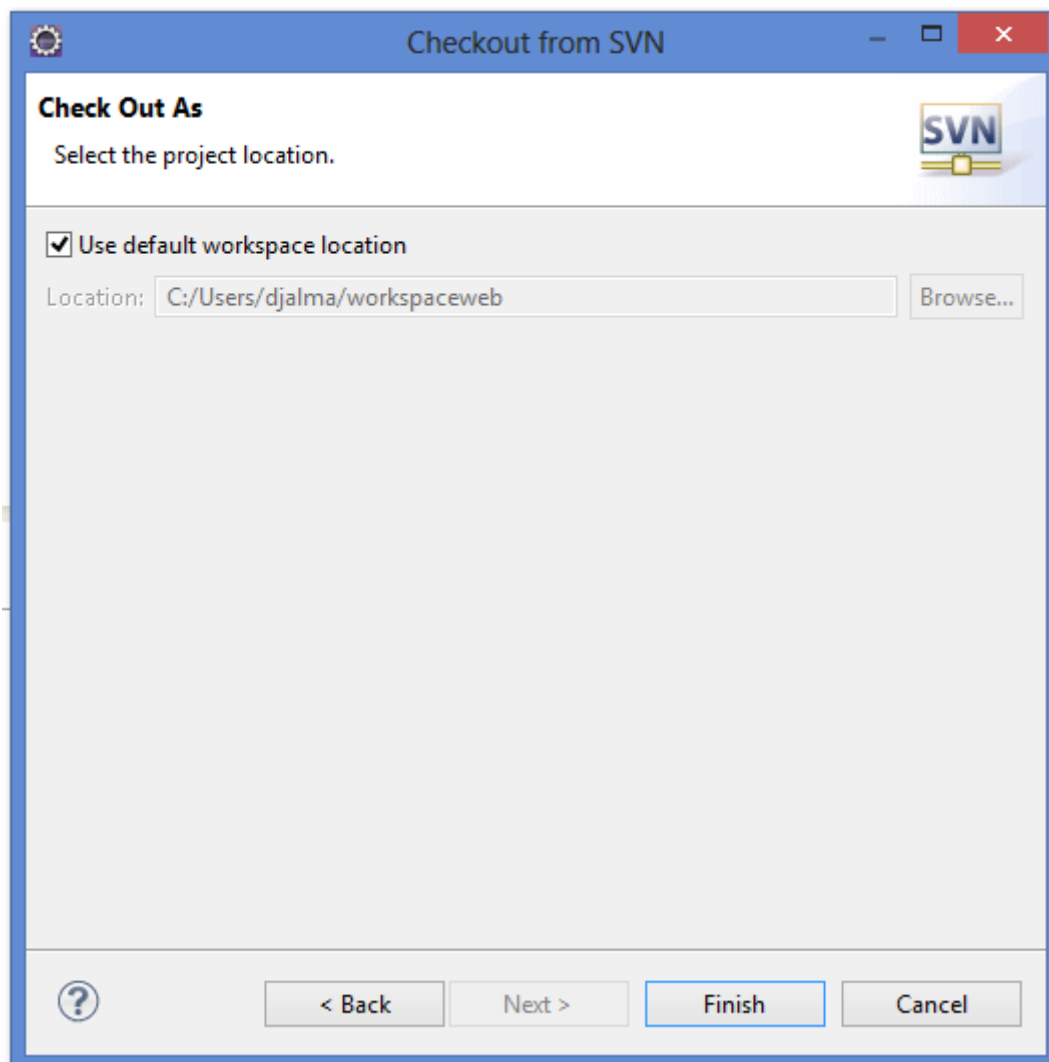 Checkout from SVN
Check Out As
Select the project location.
SVN
Use default workspace location
Location: C:/Users/djalma/workspaceweb Browse...
? < Back Next > Finish Cancel